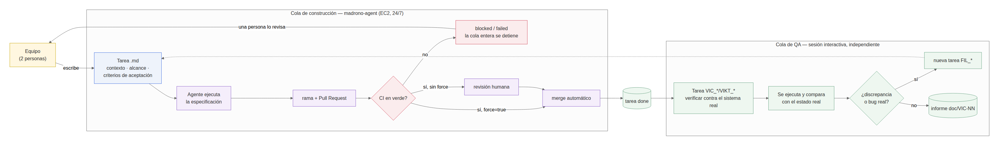 Cola de construcción — madrono-agent (EC2, 24/7)
una persona lo revisa
blocked / failed
la cola entera se detiene
Equipo
(2 personas)
escribe
Tarea .md
contexto · alcance ·
criterios de aceptación
Agente ejecuta
la especificación
rama + Pull Request
CI en verde?
no
sí, sin force
revisión humana
sí, force=true
merge automático
tarea done
Cola de QA — sesión interactiva, independiente
Tarea VIC_*/VIKT_*
verificar contra el sistema
real
Se ejecuta y compara
con el estado real
¿discrepancia
o bug real?
sí
nueva tarea FIL_*
no
informe doc/VIC-NN